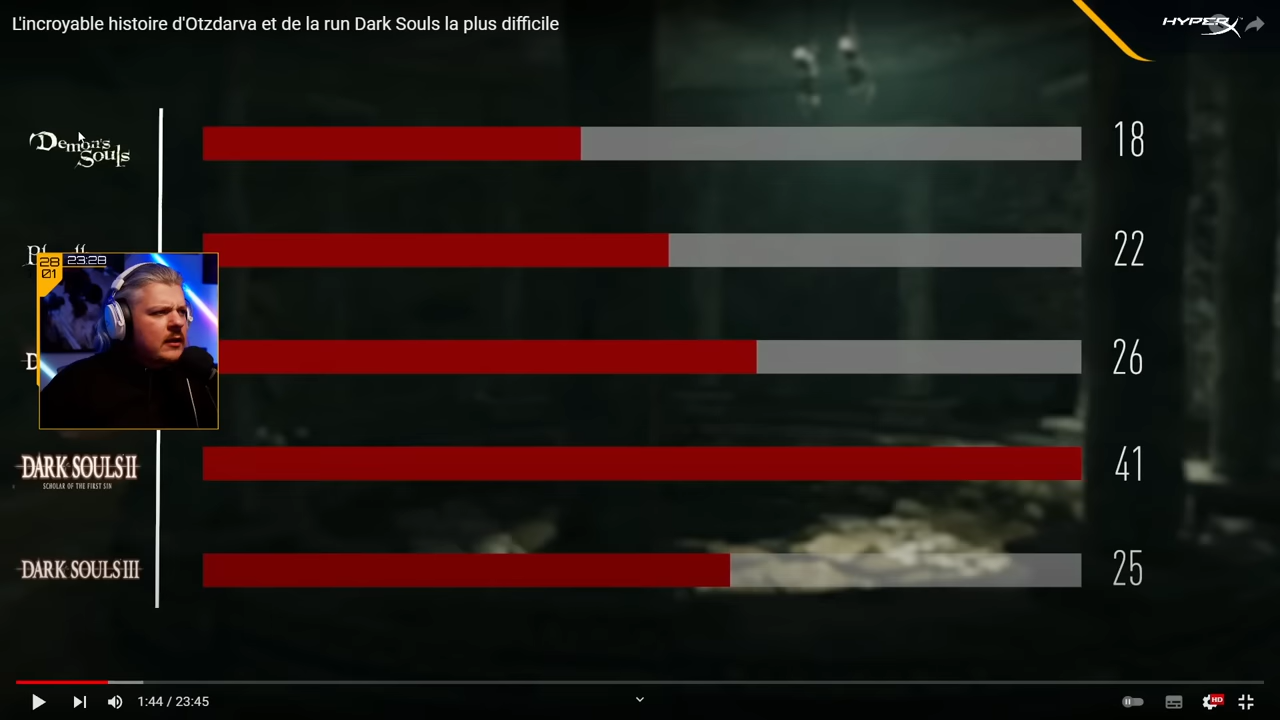 L'incroyable histoire d'Otzdarva et de la run Dark Souls la plus difficile
HYPERX
Demon's
Souls
18
22
28
01
23:28
26
DARK SOULS II
SCHOLAR OF THE FIRST SIN
41
DARK SOULS III
25
1:44 / 23:45
HD